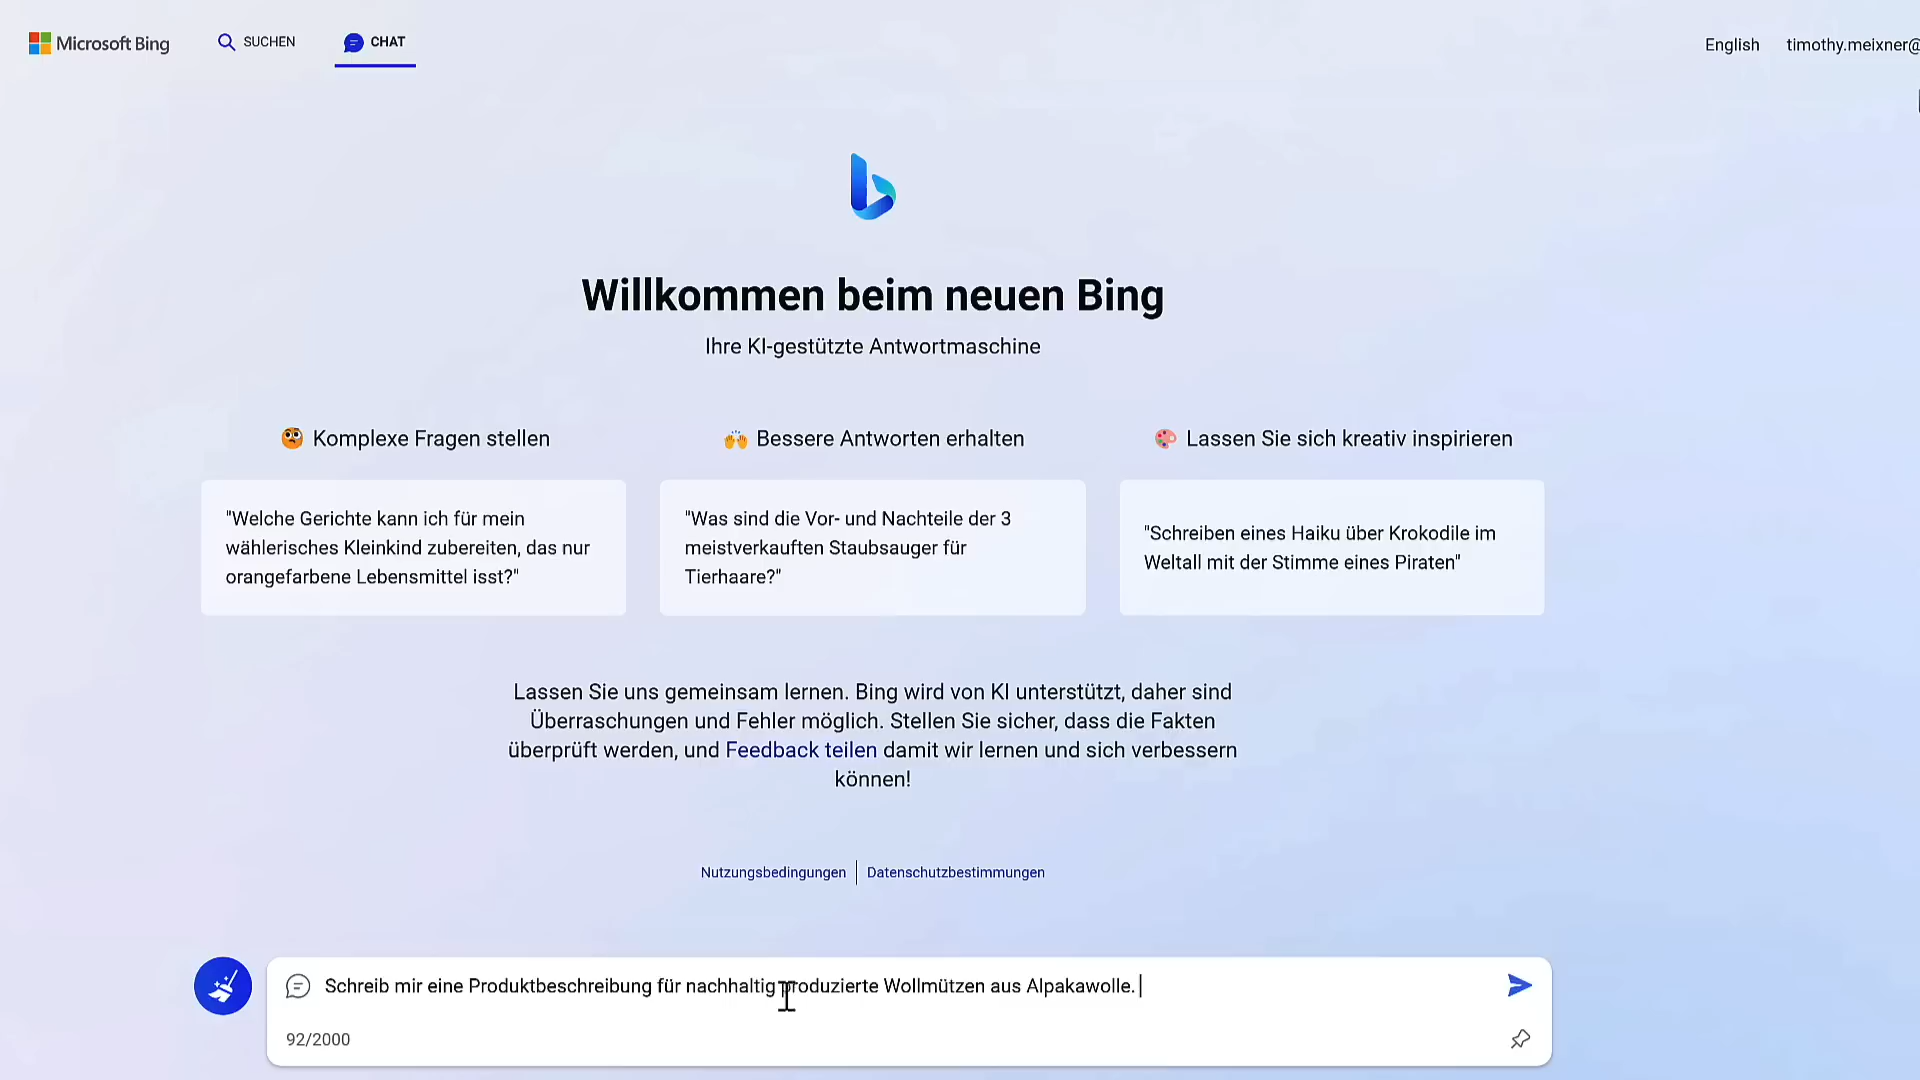 Microsoft Bing
SUCHEN
CHAT
English
timothy.meixner@
Willkommen beim neuen Bing
Ihre KI-gestützte Antwortmaschine
Komplexe Fragen stellen
Bessere Antworten erhalten
Lassen Sie sich kreativ inspirieren
"Welche Gerichte kann ich für mein
wählerisches Kleinkind zubereiten, das nur
orangefarbene Lebensmittel isst?"
"Was sind die Vor- und Nachteile der 3
meistverkauften Staubsauger für
Tierhaare?"
"Schreiben eines Haiku über Krokodile im
Weltall mit der Stimme eines Piraten"
Lassen Sie uns gemeinsam lernen. Bing wird von KI unterstützt, daher sind
Überraschungen und Fehler möglich. Stellen Sie sicher, dass die Fakten
überprüft werden, und Feedback teilen damit wir lernen und sich verbessern
können!
Nutzungsbedingungen
Datenschutzbestimmungen
Schreib mir eine Produktbeschreibung für nachhaltig produzierte Wollmützen aus Alpakawolle.
92/2000